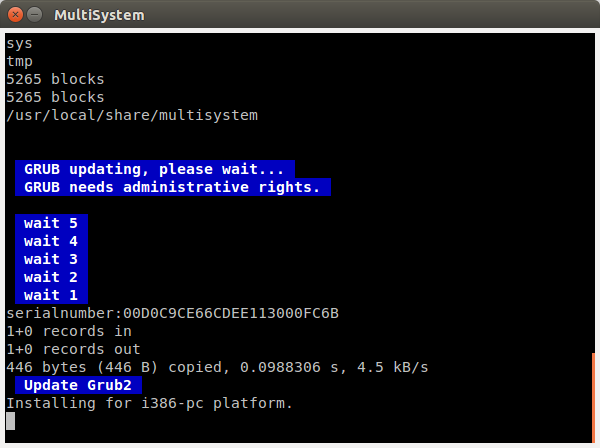 MultiSystem
sys
tmp
5265 blocks
5265 blocks
/usr/local/share/multisystem
GRUB updating, please wait...
GRUB needs administrative rights.
wait 5
wait 4
wait 3
wait 2
wait 1
serialnumber:00D0C9CE66CDEE113000FC6B
1+0 records in
1+0 records out
446 bytes (446 B) copied, 0.0988306 s, 4.5 kB/s
Update Grub2
Installing for i386-pc platform.